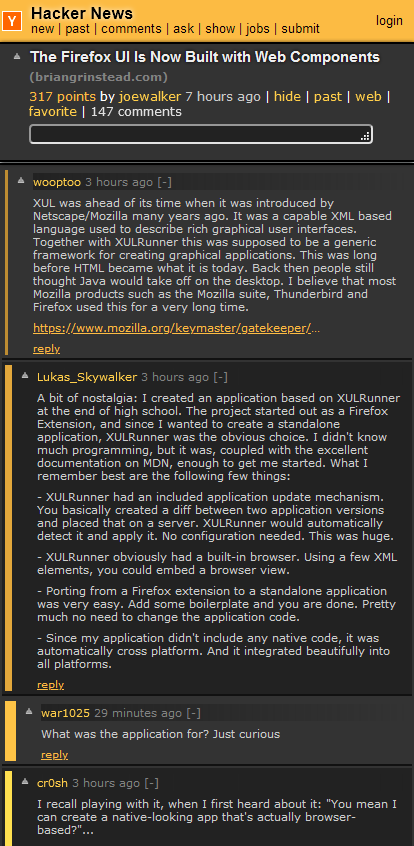 Y
Hacker News
new | past | comments | ask | show | jobs | submit
login
The Firefox UI Is Now Built with Web Components
(briangrinstead.com)
317 points by joewalker 7 hours ago | hide | past | web |
favorite | 147 comments
wooptoo 3 hours ago [-]
XUL was ahead of its time when it was introduced by
Netscape/Mozilla many years ago. It was a capable XML based
language used to describe rich graphical user interfaces.
Together with XULRunner this was supposed to be a generic
framework for creating graphical applications. This was long
before HTML became what it is today. Back then people still
thought Java would take off on the desktop. I believe that most
Mozilla products such as the Mozilla suite, Thunderbird and
Firefox used this for a very long time.
https://www.mozilla.org/keymaster/gatekeeper/...
reply
Lukas_Skywalker 3 hours ago [-]
A bit of nostalgia: I created an application based on XULRunner
at the end of high school. The project started out as a Firefox
Extension, and since I wanted to create a standalone
application, XULRunner was the obvious choice. I didn't know
much programming, but it was, coupled with the excellent
documentation on MDN, enough to get me started. What I
remember best are the following few things:
- XULRunner had an included application update mechanism.
You basically created a diff between two application versions
and placed that on a server. XULRunner would automatically
detect it and apply it. No configuration needed. This was huge.
- XULRunner obviously had a built-in browser. Using a few XML
elements, you could embed a browser view.
- Porting from a Firefox extension to a standalone application
was very easy. Add some boilerplate and you are done. Pretty
much no need to change the application code.
- Since my application didn't include any native code, it was
automatically cross platform. And it integrated beautifully into
all platforms.
reply
war1025 29 minutes ago [-]
What was the application for? Just curious
reply
cr0sh 3 hours ago [-]
I recall playing with it, when I first heard about it: "You mean I
can create a native-looking app that's actually browser-
based?"...